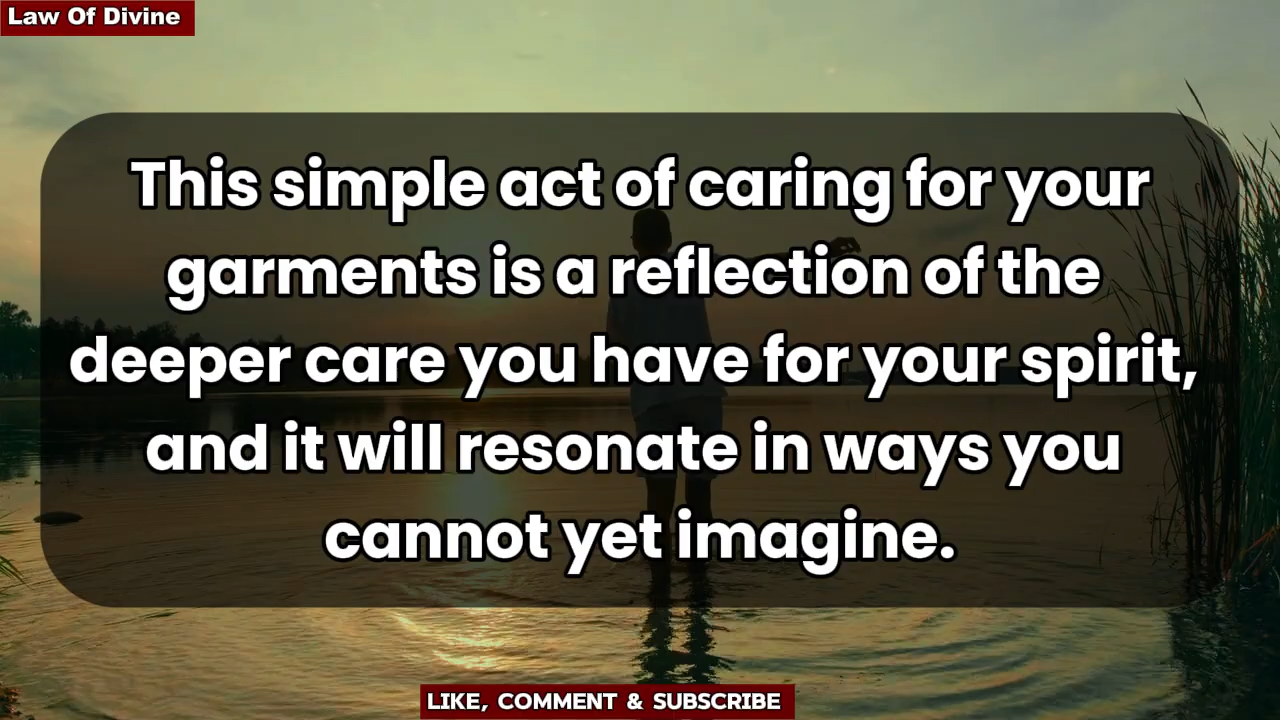 Law Of Divine
This simple act of caring for your
garments is a reflection of the
deeper care you have for your spirit,
and it will resonate in ways you
cannot yet imagine.
LIKE, COMMENT & SUBSCRIBE